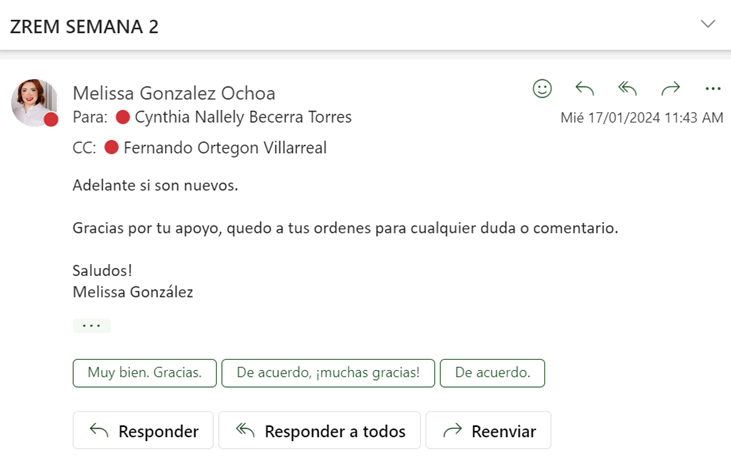 ZREM SEMANA 2
Melissa Gonzalez Ochoa
Para: Cynthia Nallely Becerra Torres
Mié 17/01/2024 11:43 AM
CC: Fernando Ortegon Villarreal
Adelante si son nuevos.
Gracias por tu apoyo, quedo a tus ordenes para cualquier duda o comentario.
Saludos!
Melissa González
...
Muy bien. Gracias. De acuerdo, ¡muchas gracias! De acuerdo.
Responder Responder a todos Reenviar